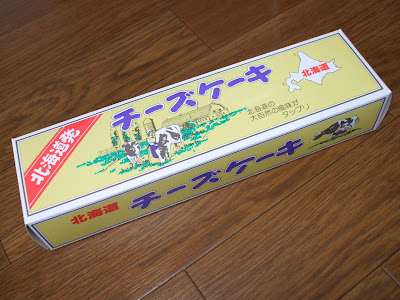 北海道発
チーズケーキ
北海道
北海道の
大自然の風味が
タップリ
北海道
チーズケーキ